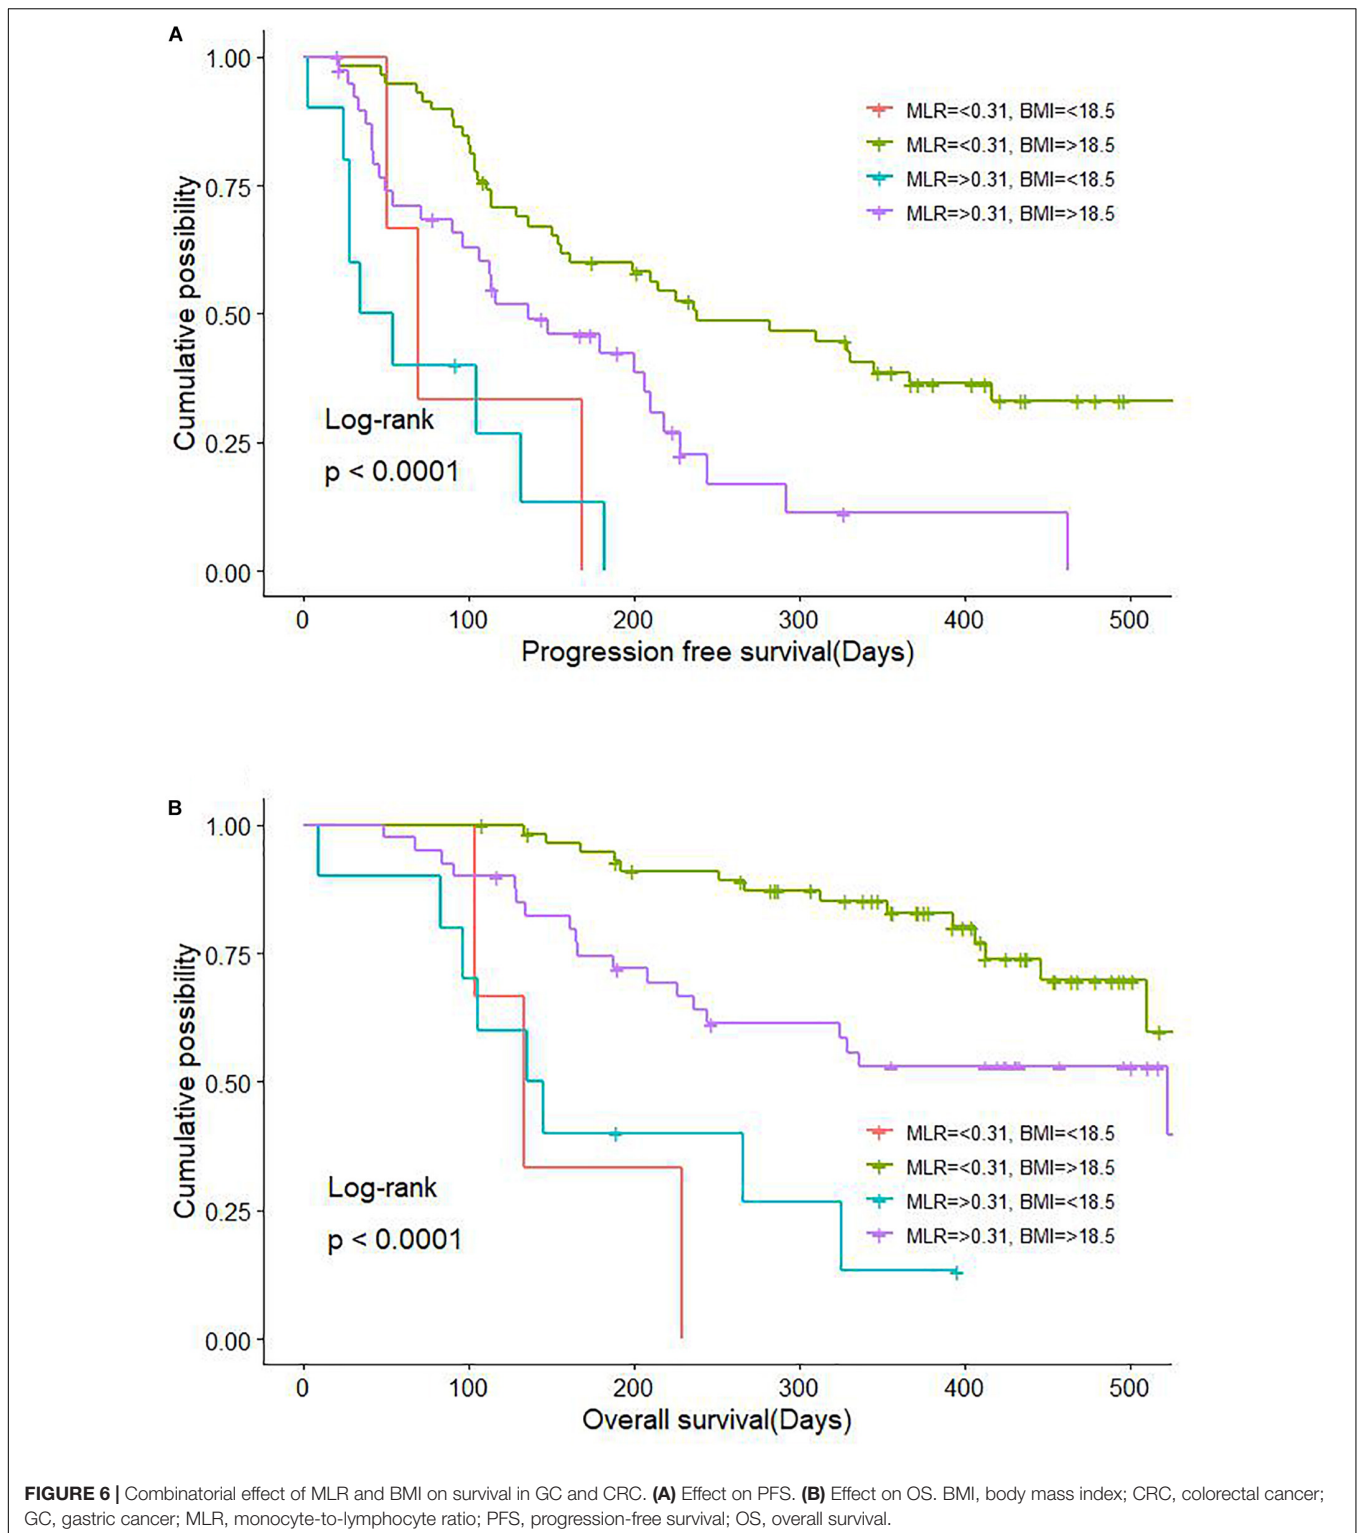 A
1.00
0.75
0.50
0.25
0.00
Cumulative possibility
MLR=<0.31, BMI=<18.5
MLR=<0.31, BMI=>18.5
MLR=>0.31, BMI=<18.5
MLR=>0.31, BMI=>18.5
Log-rank
p < 0.0001
0 100 200 300 400 500
Progression free survival(Days)
B
1.00
0.75
0.50
0.25
0.00
Cumulative possibility
MLR=<0.31, BMI=<18.5
MLR=<0.31, BMI=>18.5
MLR=>0.31, BMI=<18.5
MLR=>0.31, BMI=>18.5
Log-rank
p < 0.0001
0 100 200 300 400 500
Overall survival(Days)
FIGURE 6 | Combinatorial effect of MLR and BMI on survival in GC and CRC. (A) Effect on PFS. (B) Effect on OS. BMI, body mass index; CRC, colorectal cancer;
GC, gastric cancer; MLR, monocyte-to-lymphocyte ratio; PFS, progression-free survival; OS, overall survival.